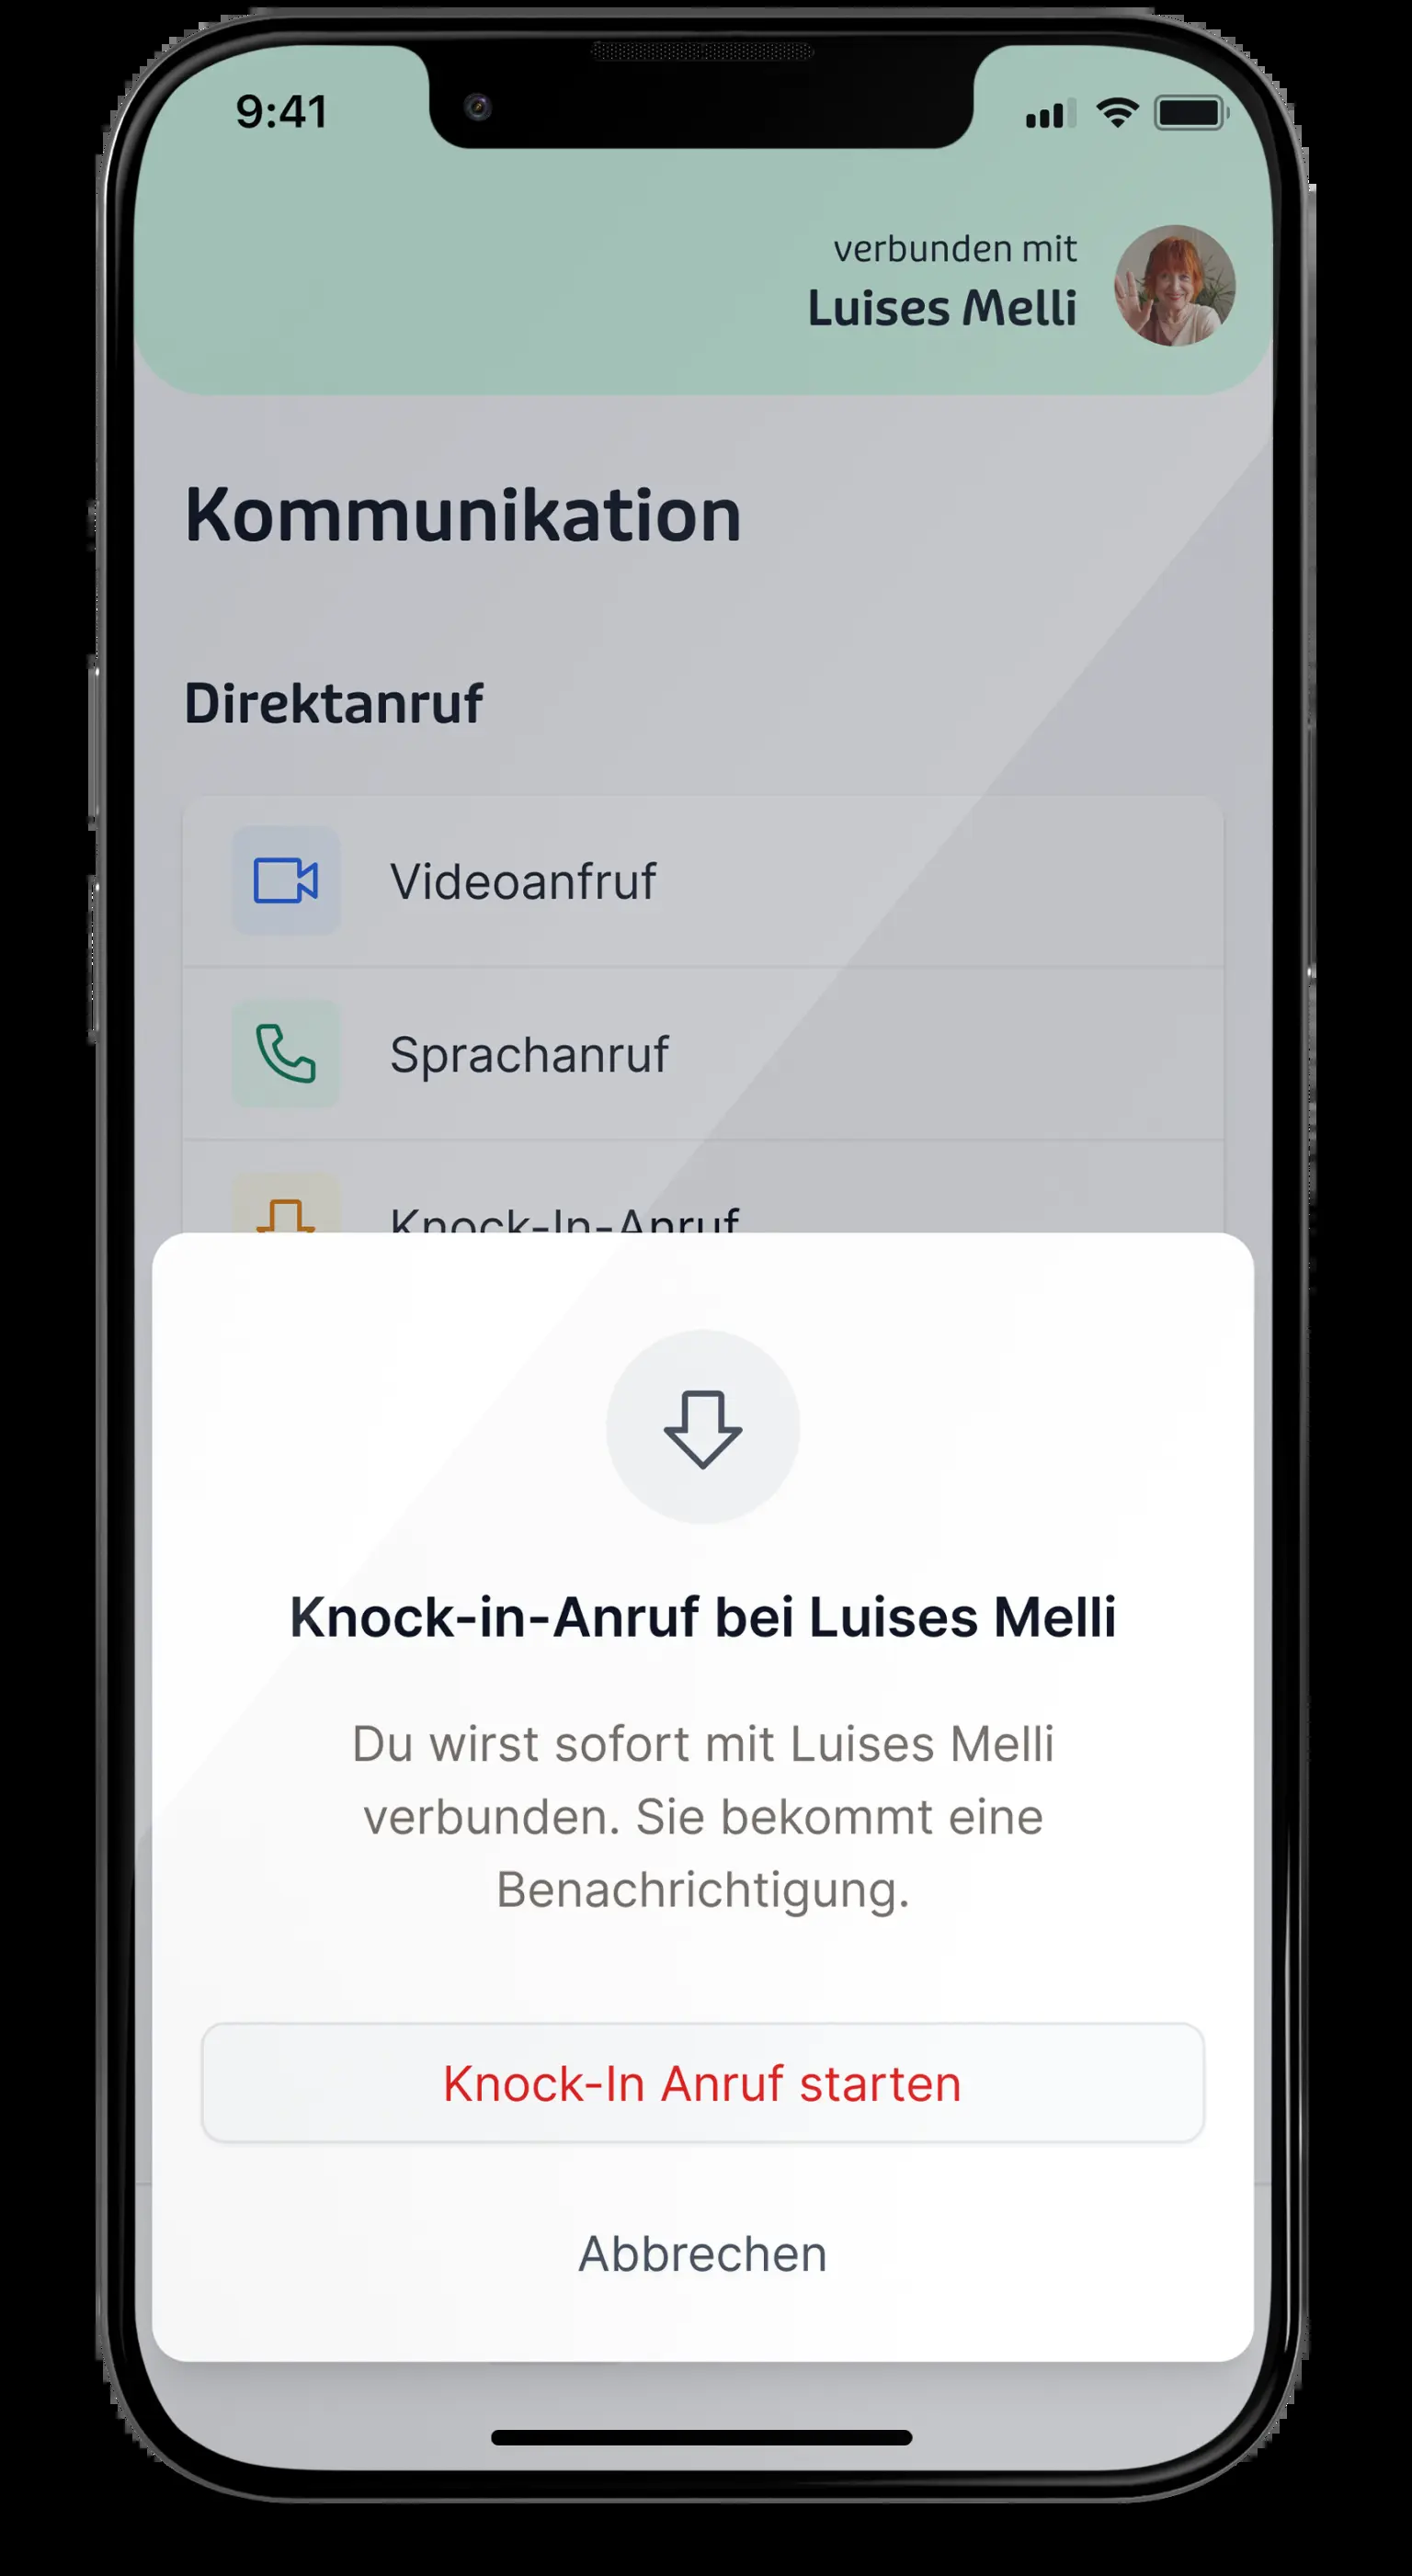 9:41
verbunden mit
Luises Melli
Kommunikation
Direktanruf
Videoanfruf
Sprachanruf
Knock-In-Anruf
Knock-in-Anruf bei Luises Melli
Du wirst sofort mit Luises Melli
verbunden. Sie bekommt eine
Benachrichtigung.
Knock-In Anruf starten
Abbrechen